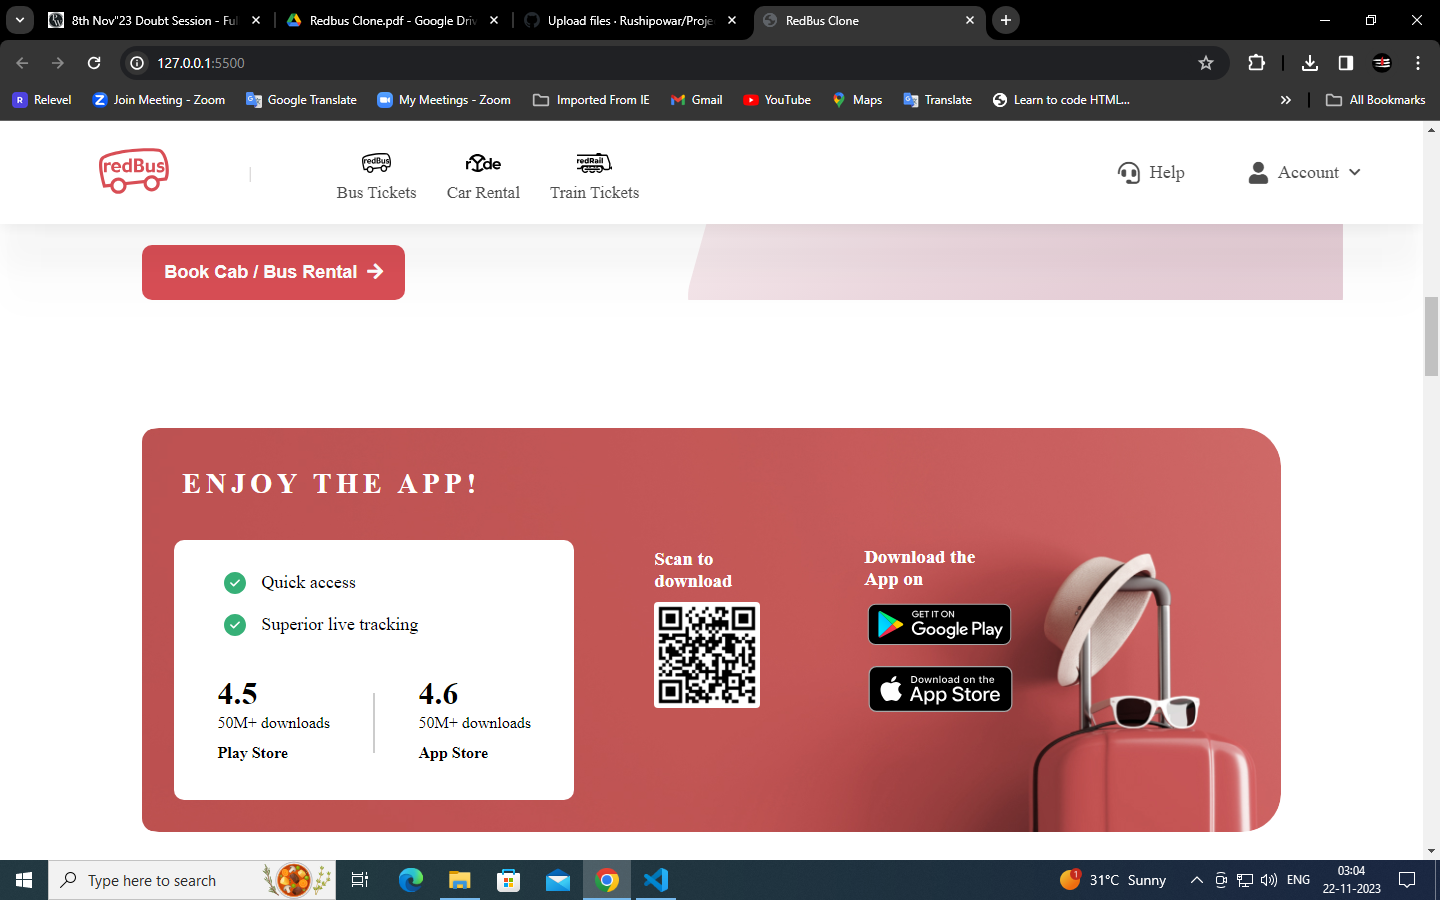 8th Nov"23 Doubt Session - Ful
Redbus Clone.pdf - Google Driv
Upload files · Rushipowar/Proje
RedBus Clone
127.0.0.1:5500
Relevel
Join Meeting - Zoom
Google Translate
My Meetings - Zoom
Imported From IE
Gmail
YouTube
Maps
Translate
Learn to code HTML...
All Bookmarks
redBus
redBus
Bus Tickets
rYde
Car Rental
redRail
Train Tickets
Help
Account
Book Cab / Bus Rental
ENJOY THE APP!
Quick access
Superior live tracking
4.5
50M+ downloads
Play Store
4.6
50M+ downloads
App Store
Scan to
download
Download the
App on
GET IT ON
Google Play
Download on the
App Store
Type here to search
1
31°C Sunny
ENG
03:04
22-11-2023